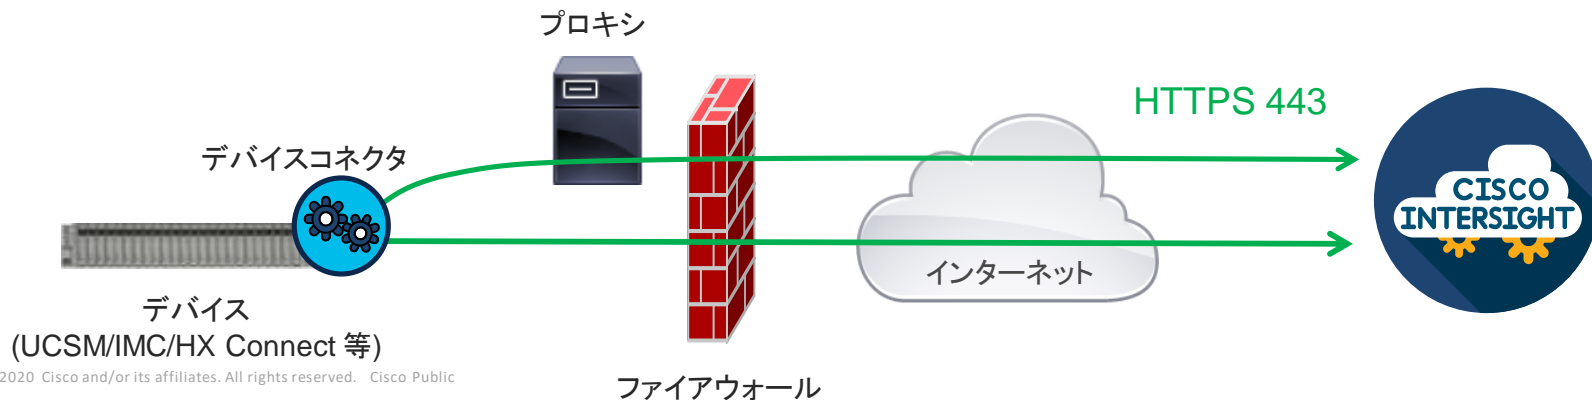 プロキシ
HTTPS 443
デバイスコネクタ
CISCO
INTERSIGHT
インターネット
デバイス
(UCSM/IMC/HX Connect 等)
2020 Cisco and/or its affiliates. All rights reserved. Cisco Public
ファイアウォール